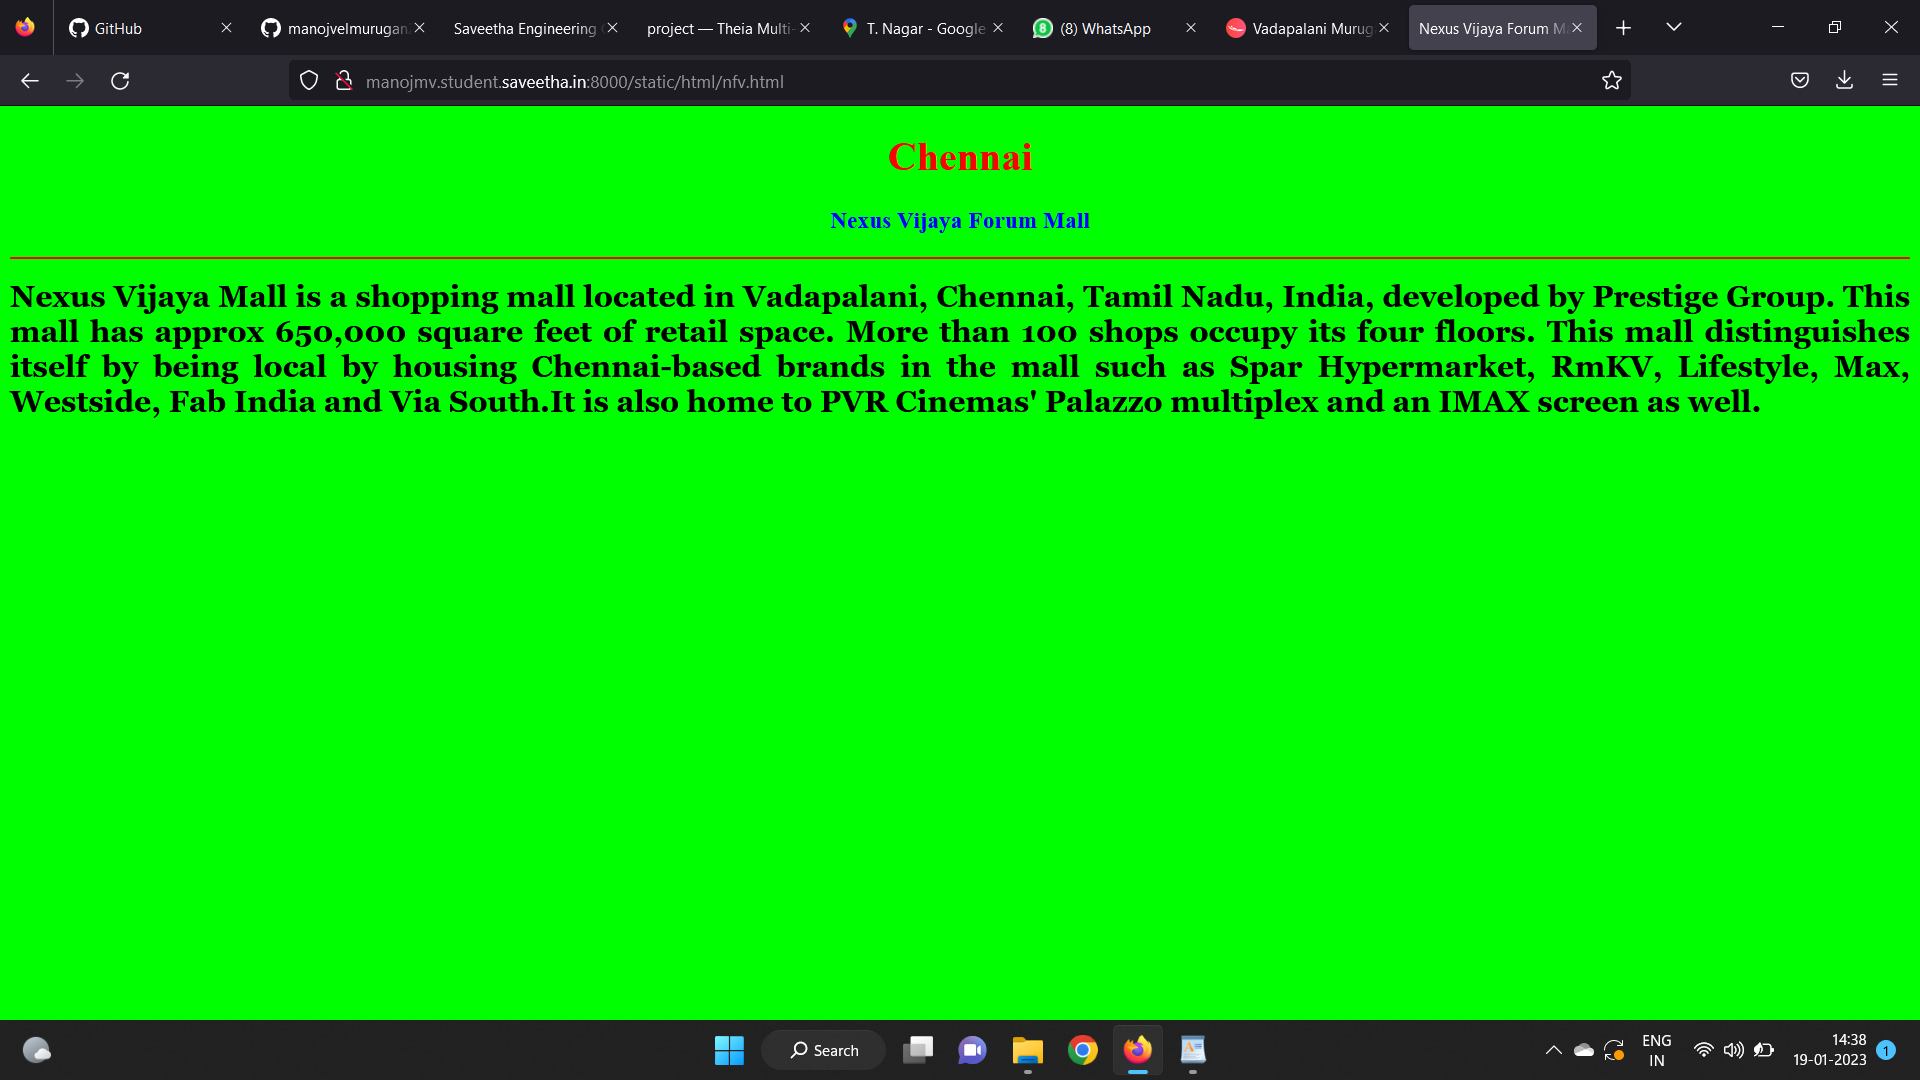 GitHub
manojvelmurugan
Saveetha Engineering
project — Theia Multi-
T. Nagar - Google
8
(8) WhatsApp
Vadapalani Murug
Nexus Vijaya Forum M
manojmv.student.saveetha.in:8000/static/html/nfv.html
Chennai
Nexus Vijaya Forum Mall
Nexus Vijaya Mall is a shopping mall located in Vadapalani, Chennai, Tamil Nadu, India, developed by Prestige Group. This
mall has approx 650,000 square feet of retail space. More than 100 shops occupy its four floors. This mall distinguishes
itself by being local by housing Chennai-based brands in the mall such as Spar Hypermarket, RmKV, Lifestyle, Max,
Westside, Fab India and Via South.It is also home to PVR Cinemas' Palazzo multiplex and an IMAX screen as well.
Search
ENG
IN
14:38
19-01-2023
1